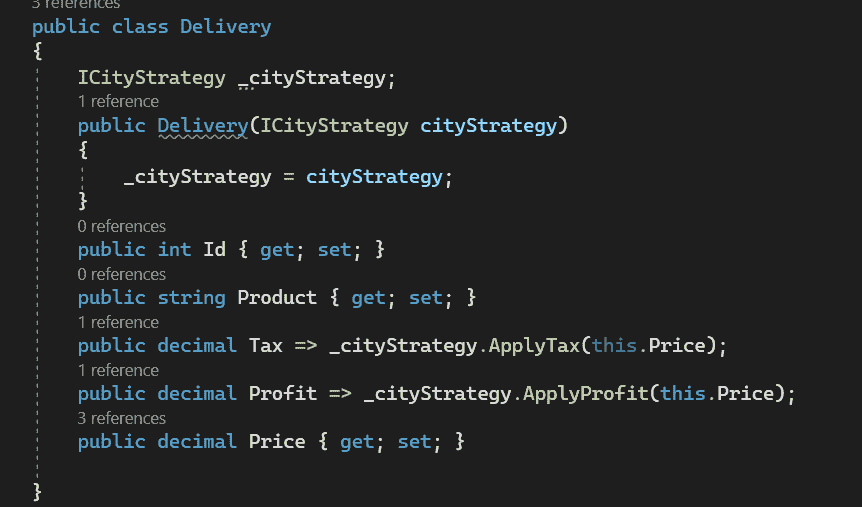 3 references
public class Delivery
{
ICityStrategy _cityStrategy;
1 reference
public Delivery(ICityStrategy cityStrategy)
{
_cityStrategy = cityStrategy;
}
0 references
public int Id { get; set; }
0 references
public string Product { get; set; }
1 reference
public decimal Tax => _cityStrategy.ApplyTax(this.Price);
1 reference
public decimal Profit => _cityStrategy.ApplyProfit(this.Price);
3 references
public decimal Price { get; set; }
}